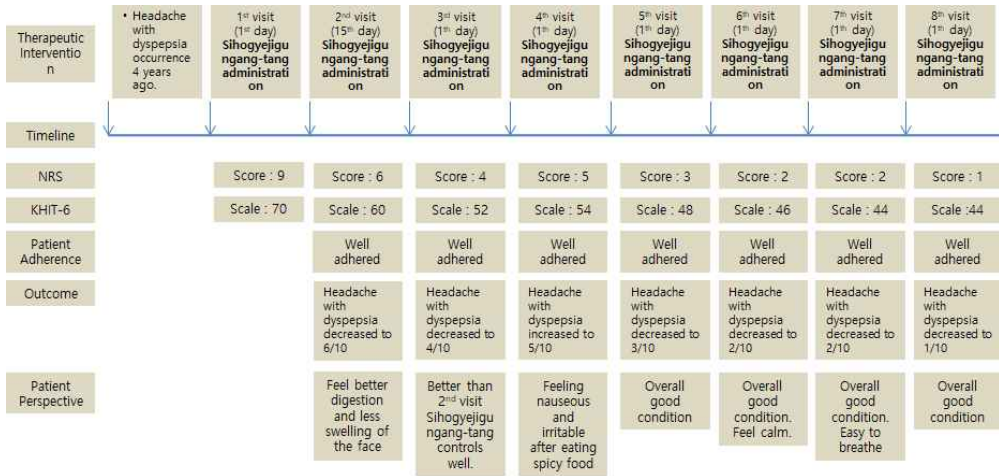 Therapeutic
Interventio
n
• Headache
with
dyspepsia
occurrence
4 years
ago.
1st visit
(1st day)
Sihogyejigu
ngang-tang
administrati
on
2nd visit
(15th day)
Sihogyejigu
ngang-tang
administrati
on
3rd visit
(1th day)
Sihogyejigu
ngang-tang
administrati
on
4th visit
(1th day)
Sihogyejigu
ngang-tang
administrati
on
5th visit
(1th day)
Sihogyejigu
ngang-tang
administrati
on
6th visit
(1th day)
Sihogyejigu
ngang-tang
administrati
on
7th visit
(1th day)
Sihogyejigu
ngang-tang
administrati
on
8th visit
(1th day)
Sihogyejigu
ngang-tang
administrati
on
Timeline
NRS
Score : 9
Score : 6
Score : 4
Score : 5
Score : 3
Score : 2
Score : 2
Score : 1
KHIT-6
Scale : 70
Scale : 60
Scale : 52
Scale : 54
Scale : 48
Scale : 46
Scale : 44
Scale :44
Patient
Adherence
Well
adhered
Well
adhered
Well
adhered
Well
adhered
Well
adhered
Well
adhered
Well
adhered
Outcome
Headache
with
dyspepsia
decreased to
6/10
Headache
with
dyspepsia
decreased to
4/10
Headache
with
dyspepsia
increased to
5/10
Headache
with
dyspepsia
decreased to
3/10
Headache
with
dyspepsia
decreased to
2/10
Headache
with
dyspepsia
decreased to
2/10
Headache
with
dyspepsia
decreased to
1/10
Patient
Perspective
Feel better
digestion
and less
swelling of
the face
Better than
2nd visit
Sihogyejigu
ngang-tang
controls
well.
Feeling
nauseous
and
irritable
after eating
spicy food
Overall
good
condition
Overall
good
condition.
Feel calm.
Overall
good
condition.
Easy to
breathe
Overall
good
condition